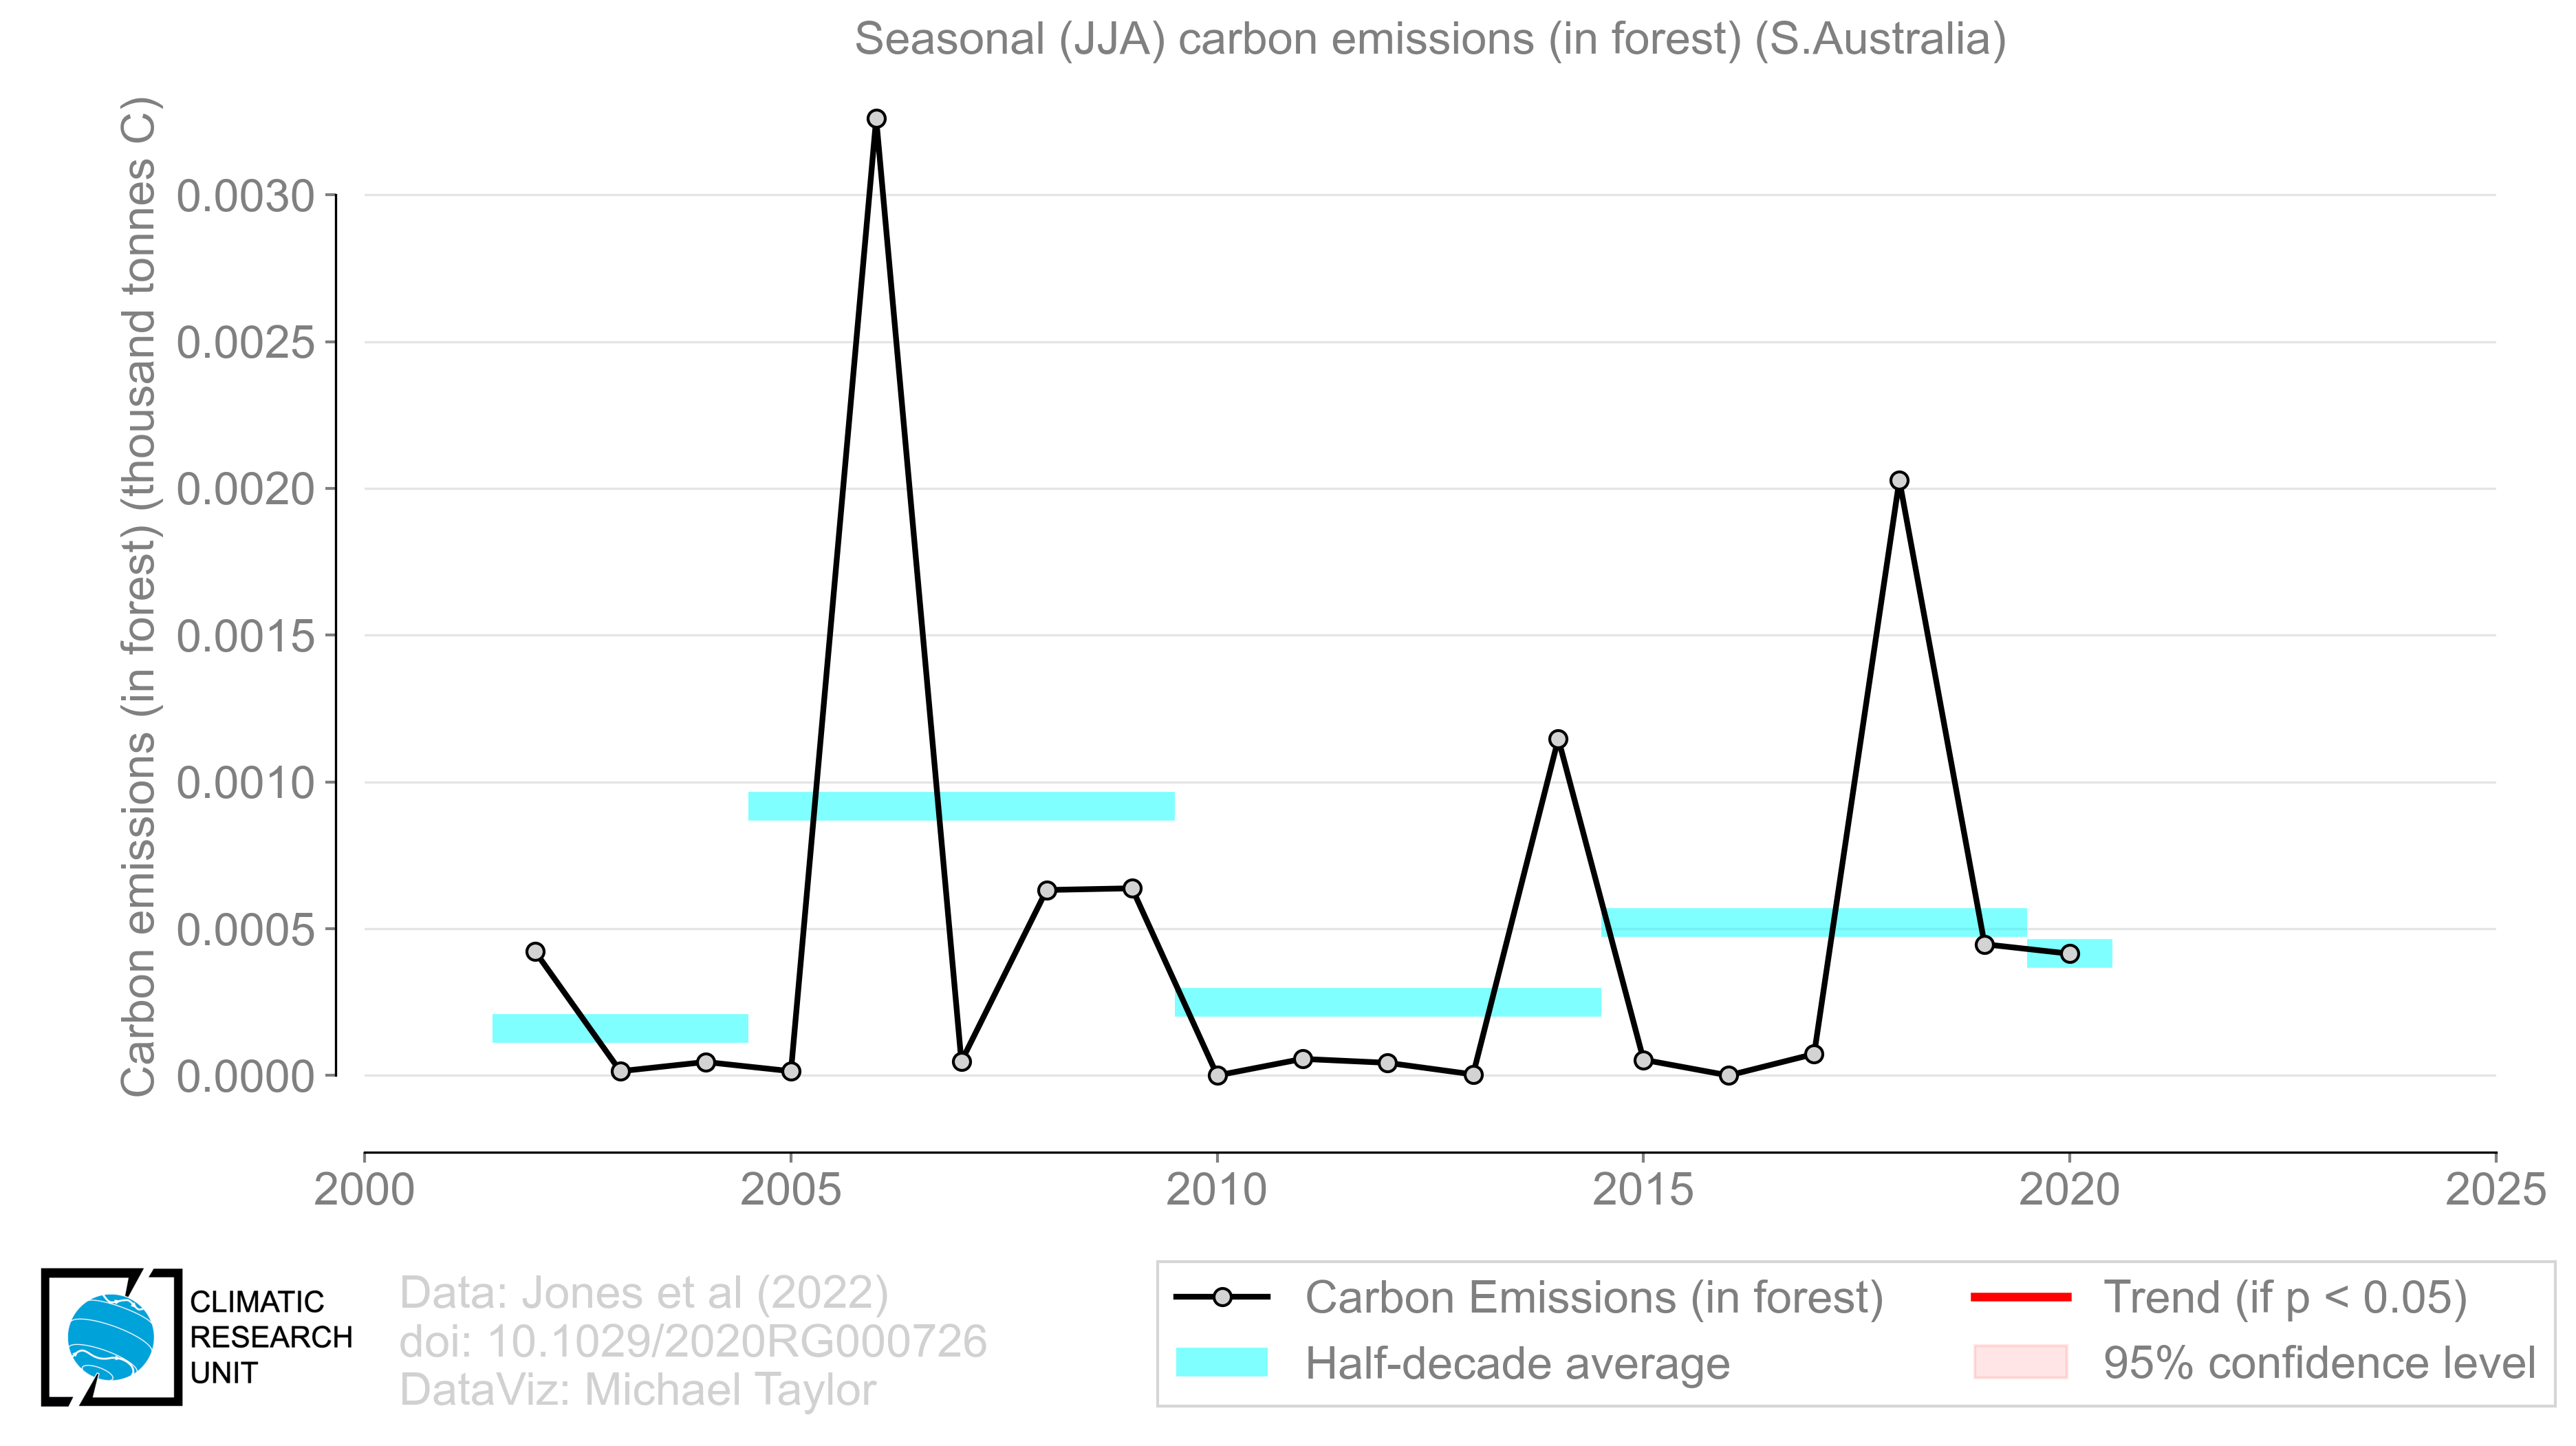 Seasonal (JJA) carbon emissions (in forest) (S.Australia)
Carbon emissions (in forest) (thousand tonnes C)
0.0030
0.0025
0.0020
0.0015
0.0010
0.0005
0.0000
2000 2005 2010 2015 2020 2025
CLIMATIC
RESEARCH
UNIT
Data: Jones et al (2022)
doi: 10.1029/2020RG000726
DataViz: Michael Taylor
Carbon Emissions (in forest)
Half-decade average
Trend (if p < 0.05)
95% confidence level